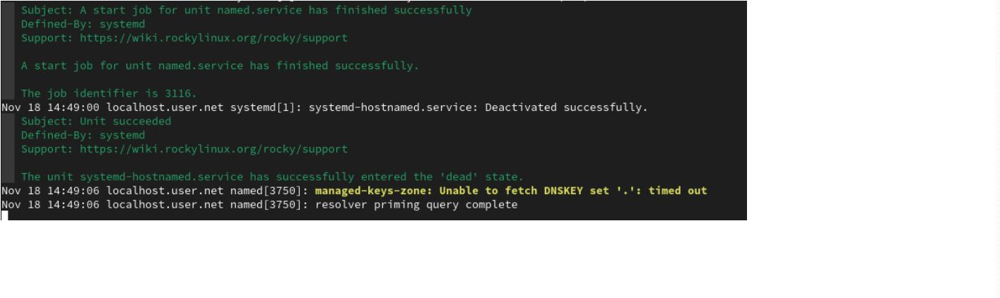 Subject: A start job for unit named.service has finished successfully
Defined-By: systemd
Support: https://wiki.rockylinux.org/rocky/support
A start job for unit named.service has finished successfully.
The job identifier is 3116.
Nov 18 14:49:00 localhost.user.net systemd[1]: systemd-hostnamed.service: Deactivated successfully.
Subject: Unit succeeded
Defined-By: systemd
Support: https://wiki.rockylinux.org/rocky/support
The unit systemd-hostnamed.service has successfully entered the 'dead' state.
Nov 18 14:49:06 localhost.user.net named[3750]: managed-keys-zone: Unable to fetch DNSKEY set '.': timed out
Nov 18 14:49:06 localhost.user.net named[3750]: resolver priming query complete